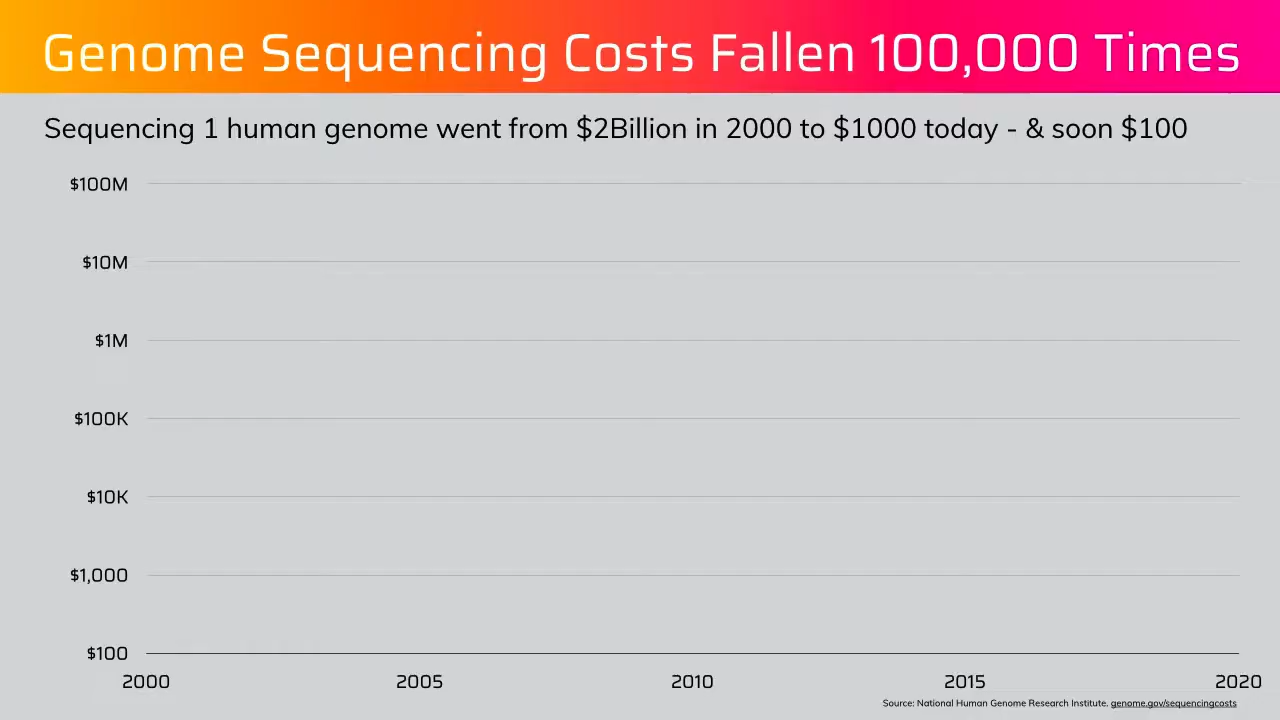 Genome Sequencing Costs Fallen 100,000 Times
Sequencing 1 human genome went from $2Billion in 2000 to $1000 today - & soon $100
$100M
$10M
$1M
$100K
$10K
$1,000
$100
2000 2005 2010 2015 2020
Source: National Human Genome Research Institute. genome.gov/sequencingcosts